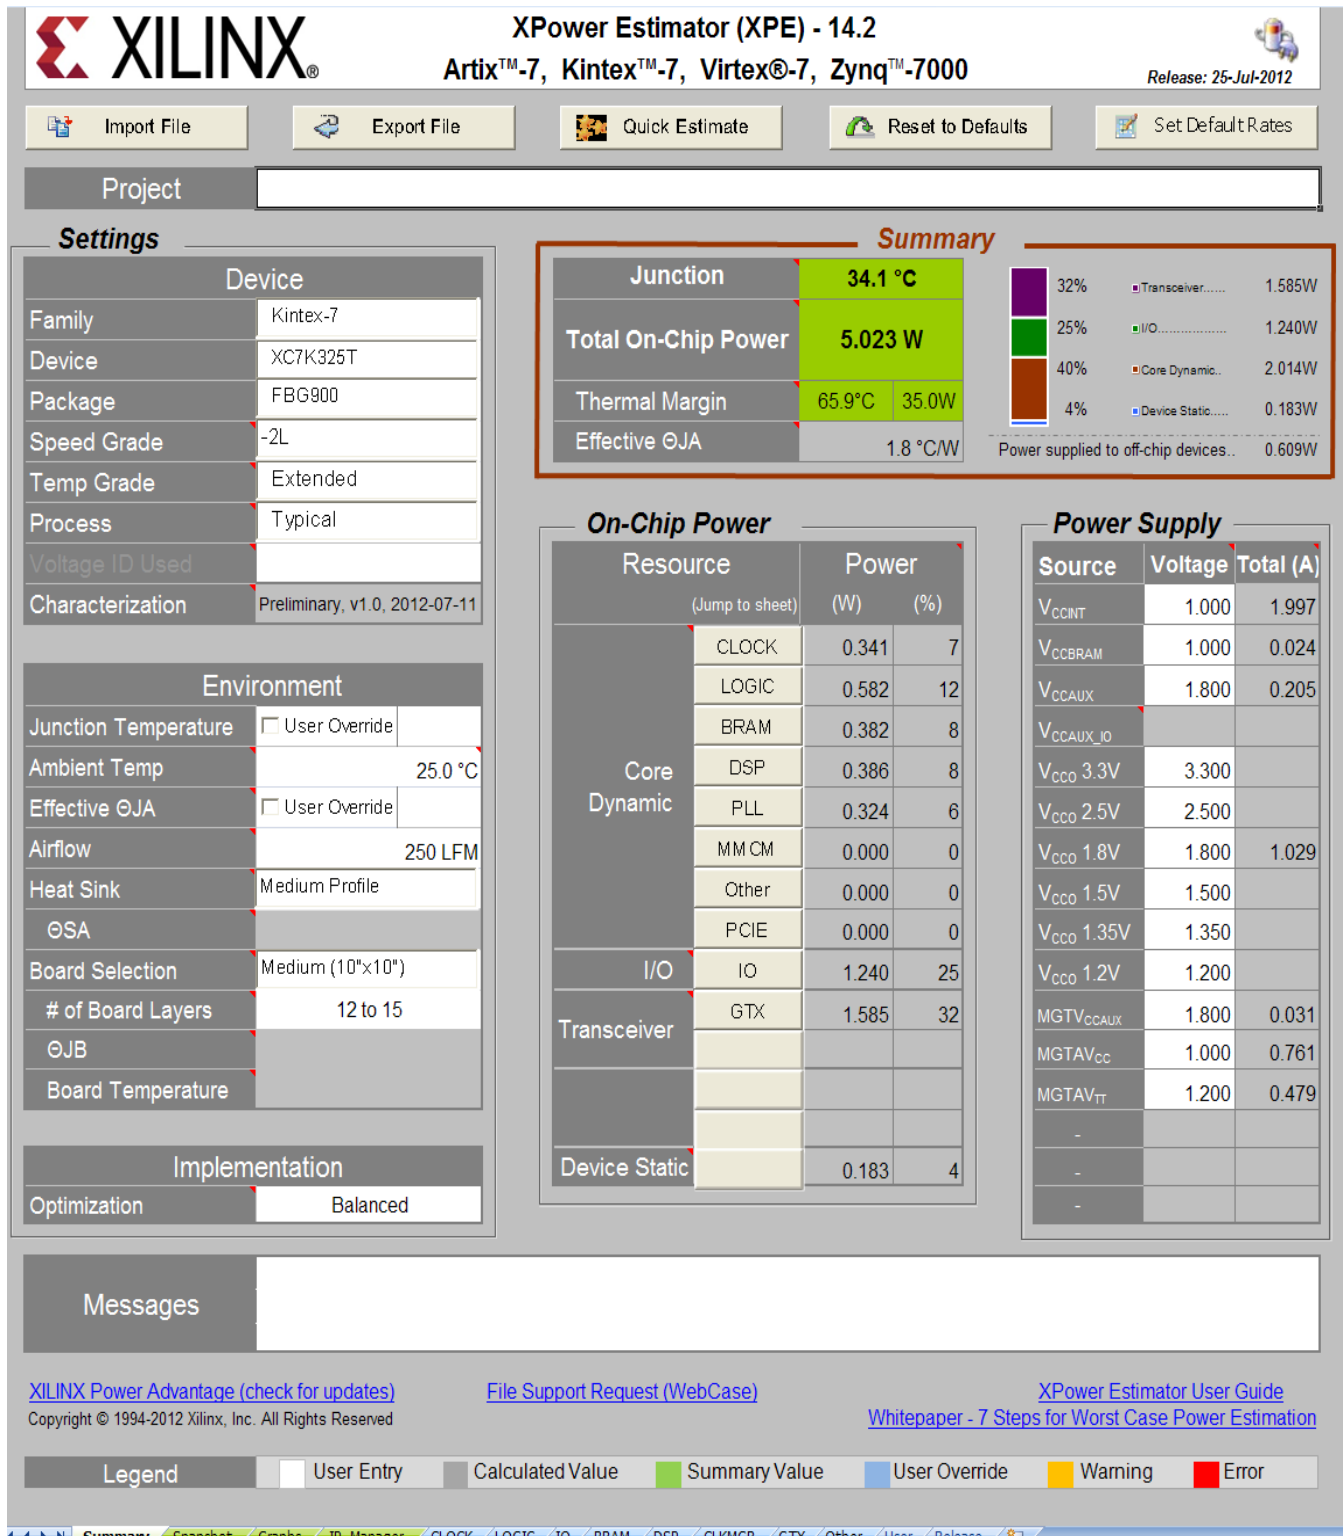 XILINX®
XPower Estimator (XPE) - 14.2
Artix™-7, Kintex™-7, Virtex®-7, Zynq™-7000
Release: 25-Jul-2012
Import File
Export File
Quick Estimate
Reset to Defaults
Set Default Rates
Project
Settings
Device
Family Kintex-7
Device XC7K325T
Package FBG900
Speed Grade -2L
Temp Grade Extended
Process Typical
Voltage ID Used
Characterization Preliminary, v1.0, 2012-07-11
Environment
Junction Temperature User Override
Ambient Temp 25.0 °C
Effective ΘJA User Override
Airflow 250 LFM
Heat Sink Medium Profile
ΘSA
Board Selection Medium (10"x10")
# of Board Layers 12 to 15
ΘJB
Board Temperature
Implementation
Optimization Balanced
Summary
Junction 34.1 °C
Total On-Chip Power 5.023 W
Thermal Margin 65.9°C 35.0W
Effective ΘJA 1.8 °C/W
32% Transceiver...... 1.585W
25% I/O.................. 1.240W
40% Core Dynamic.. 2.014W
4% Device Static..... 0.183W
Power supplied to off-chip devices.. 0.609W
On-Chip Power
Resource Power
(Jump to sheet) (W) (%)
Core Dynamic
CLOCK 0.341 7
LOGIC 0.582 12
BRAM 0.382 8
DSP 0.386 8
PLL 0.324 6
MMCM 0.000 0
Other 0.000 0
PCIE 0.000 0
I/O IO 1.240 25
Transceiver GTX 1.585 32
Device Static 0.183 4
Power Supply
Source Voltage Total (A)
VCCINT 1.000 1.997
VCCBRAM 1.000 0.024
VCCAUX 1.800 0.205
VCCAUX_IO
VCCO 3.3V 3.300
VCCO 2.5V 2.500
VCCO 1.8V 1.800 1.029
VCCO 1.5V 1.500
VCCO 1.35V 1.350
VCCO 1.2V 1.200
MGTVCCAUX 1.800 0.031
MGTAVCC 1.000 0.761
MGTAVTT 1.200 0.479
-
-
-
Messages
XILINX Power Advantage (check for updates)
File Support Request (WebCase)
XPower Estimator User Guide
Copyright © 1994-2012 Xilinx, Inc. All Rights Reserved
Whitepaper - 7 Steps for Worst Case Power Estimation
Legend User Entry Calculated Value Summary Value User Override Warning Error
Summary Snapshot Graphs IP_Manager CLOCK LOGIC IO BRAM DSP CLKMGR GTX Other User Release